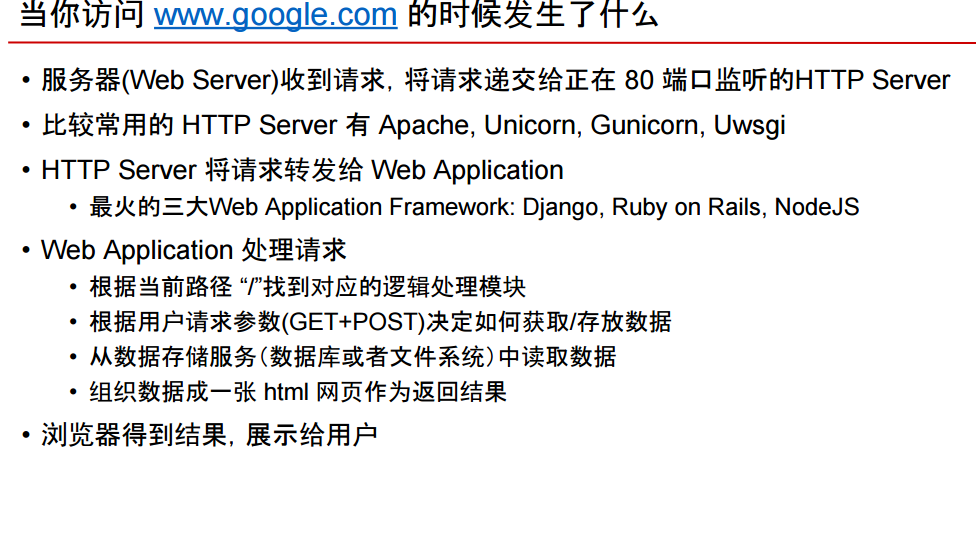 当你访问 www.google.com 的时候发生了什么
• 服务器(Web Server)收到请求，将请求递交给正在 80 端口监听的HTTP Server
• 比较常用的 HTTP Server 有 Apache, Unicorn, Gunicorn, Uwsgi
• HTTP Server 将请求转发给 Web Application
• 最火的三大Web Application Framework: Django, Ruby on Rails, NodeJS
• Web Application 处理请求
• 根据当前路径 “/”找到对应的逻辑处理模块
• 根据用户请求参数(GET+POST)决定如何获取/存放数据
• 从数据存储服务（数据库或者文件系统）中读取数据
• 组织数据成一张 html 网页作为返回结果
• 浏览器得到结果，展示给用户